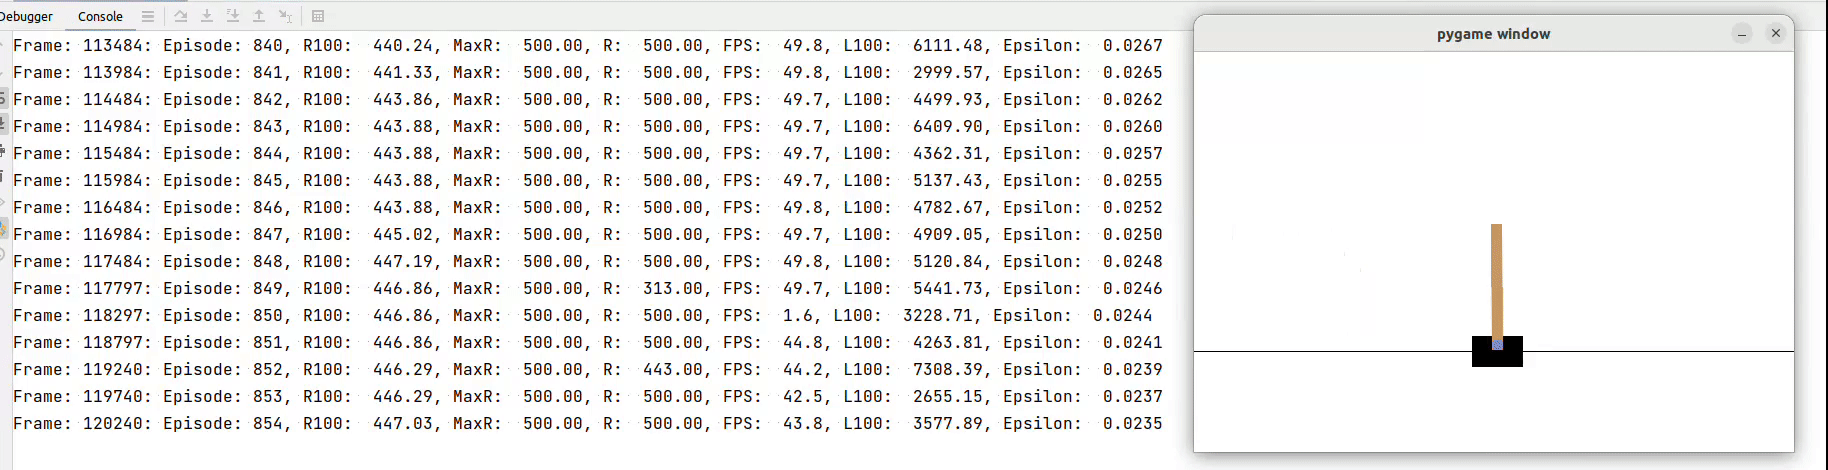 Debugger Console
Frame: 113484: Episode: 840, R100: 440.24, MaxR: 500.00, R: 500.00, FPS: 49.8, L100: 6111.48, Epsilon: 0.0267
Frame: 113984: Episode: 841, R100: 441.33, MaxR: 500.00, R: 500.00, FPS: 49.8, L100: 2999.57, Epsilon: 0.0265
Frame: 114484: Episode: 842, R100: 443.86, MaxR: 500.00, R: 500.00, FPS: 49.7, L100: 4499.93, Epsilon: 0.0262
Frame: 114984: Episode: 843, R100: 443.88, MaxR: 500.00, R: 500.00, FPS: 49.7, L100: 6409.90, Epsilon: 0.0260
Frame: 115484: Episode: 844, R100: 443.88, MaxR: 500.00, R: 500.00, FPS: 49.7, L100: 4362.31, Epsilon: 0.0257
Frame: 115984: Episode: 845, R100: 443.88, MaxR: 500.00, R: 500.00, FPS: 49.7, L100: 5137.43, Epsilon: 0.0255
Frame: 116484: Episode: 846, R100: 443.88, MaxR: 500.00, R: 500.00, FPS: 49.8, L100: 4782.67, Epsilon: 0.0252
Frame: 116984: Episode: 847, R100: 445.02, MaxR: 500.00, R: 500.00, FPS: 49.7, L100: 4909.05, Epsilon: 0.0250
Frame: 117484: Episode: 848, R100: 447.19, MaxR: 500.00, R: 500.00, FPS: 49.8, L100: 5120.84, Epsilon: 0.0248
Frame: 117797: Episode: 849, R100: 446.86, MaxR: 500.00, R: 313.00, FPS: 49.7, L100: 5441.73, Epsilon: 0.0246
Frame: 118297: Episode: 850, R100: 446.86, MaxR: 500.00, R: 500.00, FPS: 1.6, L100: 3228.71, Epsilon: 0.0244
Frame: 118797: Episode: 851, R100: 446.86, MaxR: 500.00, R: 500.00, FPS: 44.8, L100: 4263.81, Epsilon: 0.0241
Frame: 119240: Episode: 852, R100: 446.29, MaxR: 500.00, R: 443.00, FPS: 44.2, L100: 7308.39, Epsilon: 0.0239
Frame: 119740: Episode: 853, R100: 446.29, MaxR: 500.00, R: 500.00, FPS: 42.5, L100: 2655.15, Epsilon: 0.0237
Frame: 120240: Episode: 854, R100: 447.03, MaxR: 500.00, R: 500.00, FPS: 43.8, L100: 3577.89, Epsilon: 0.0235
pygame window